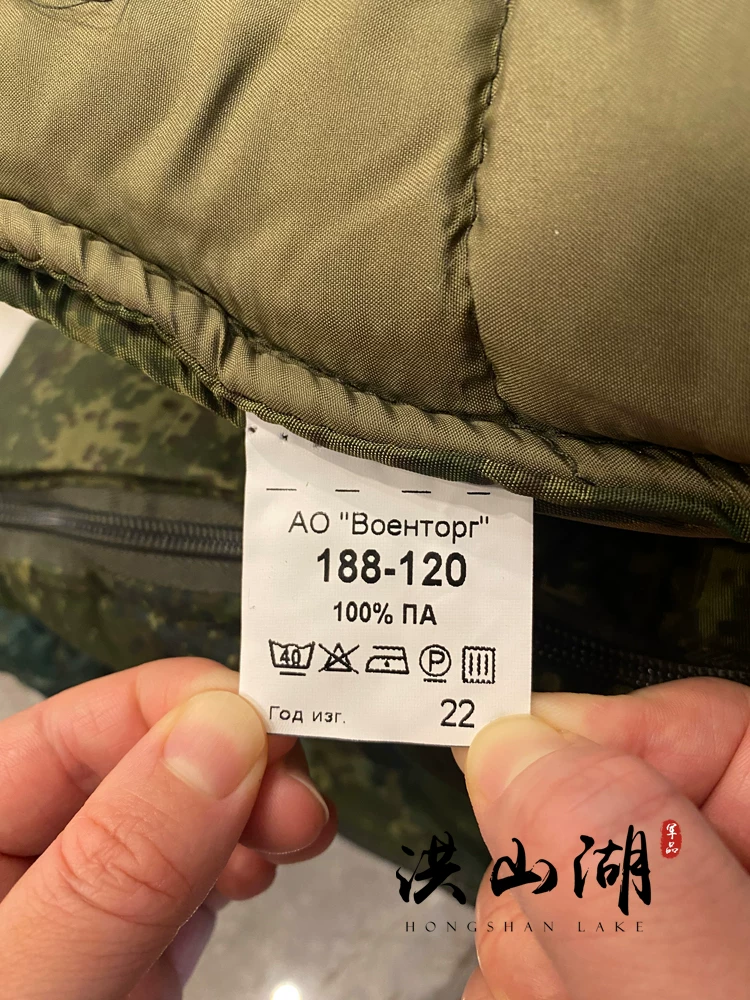 АО "Военторг"
188-120
100% ПА
40 P
Год изг. 22
洪山湖
军品
HONGSHAN LAKE